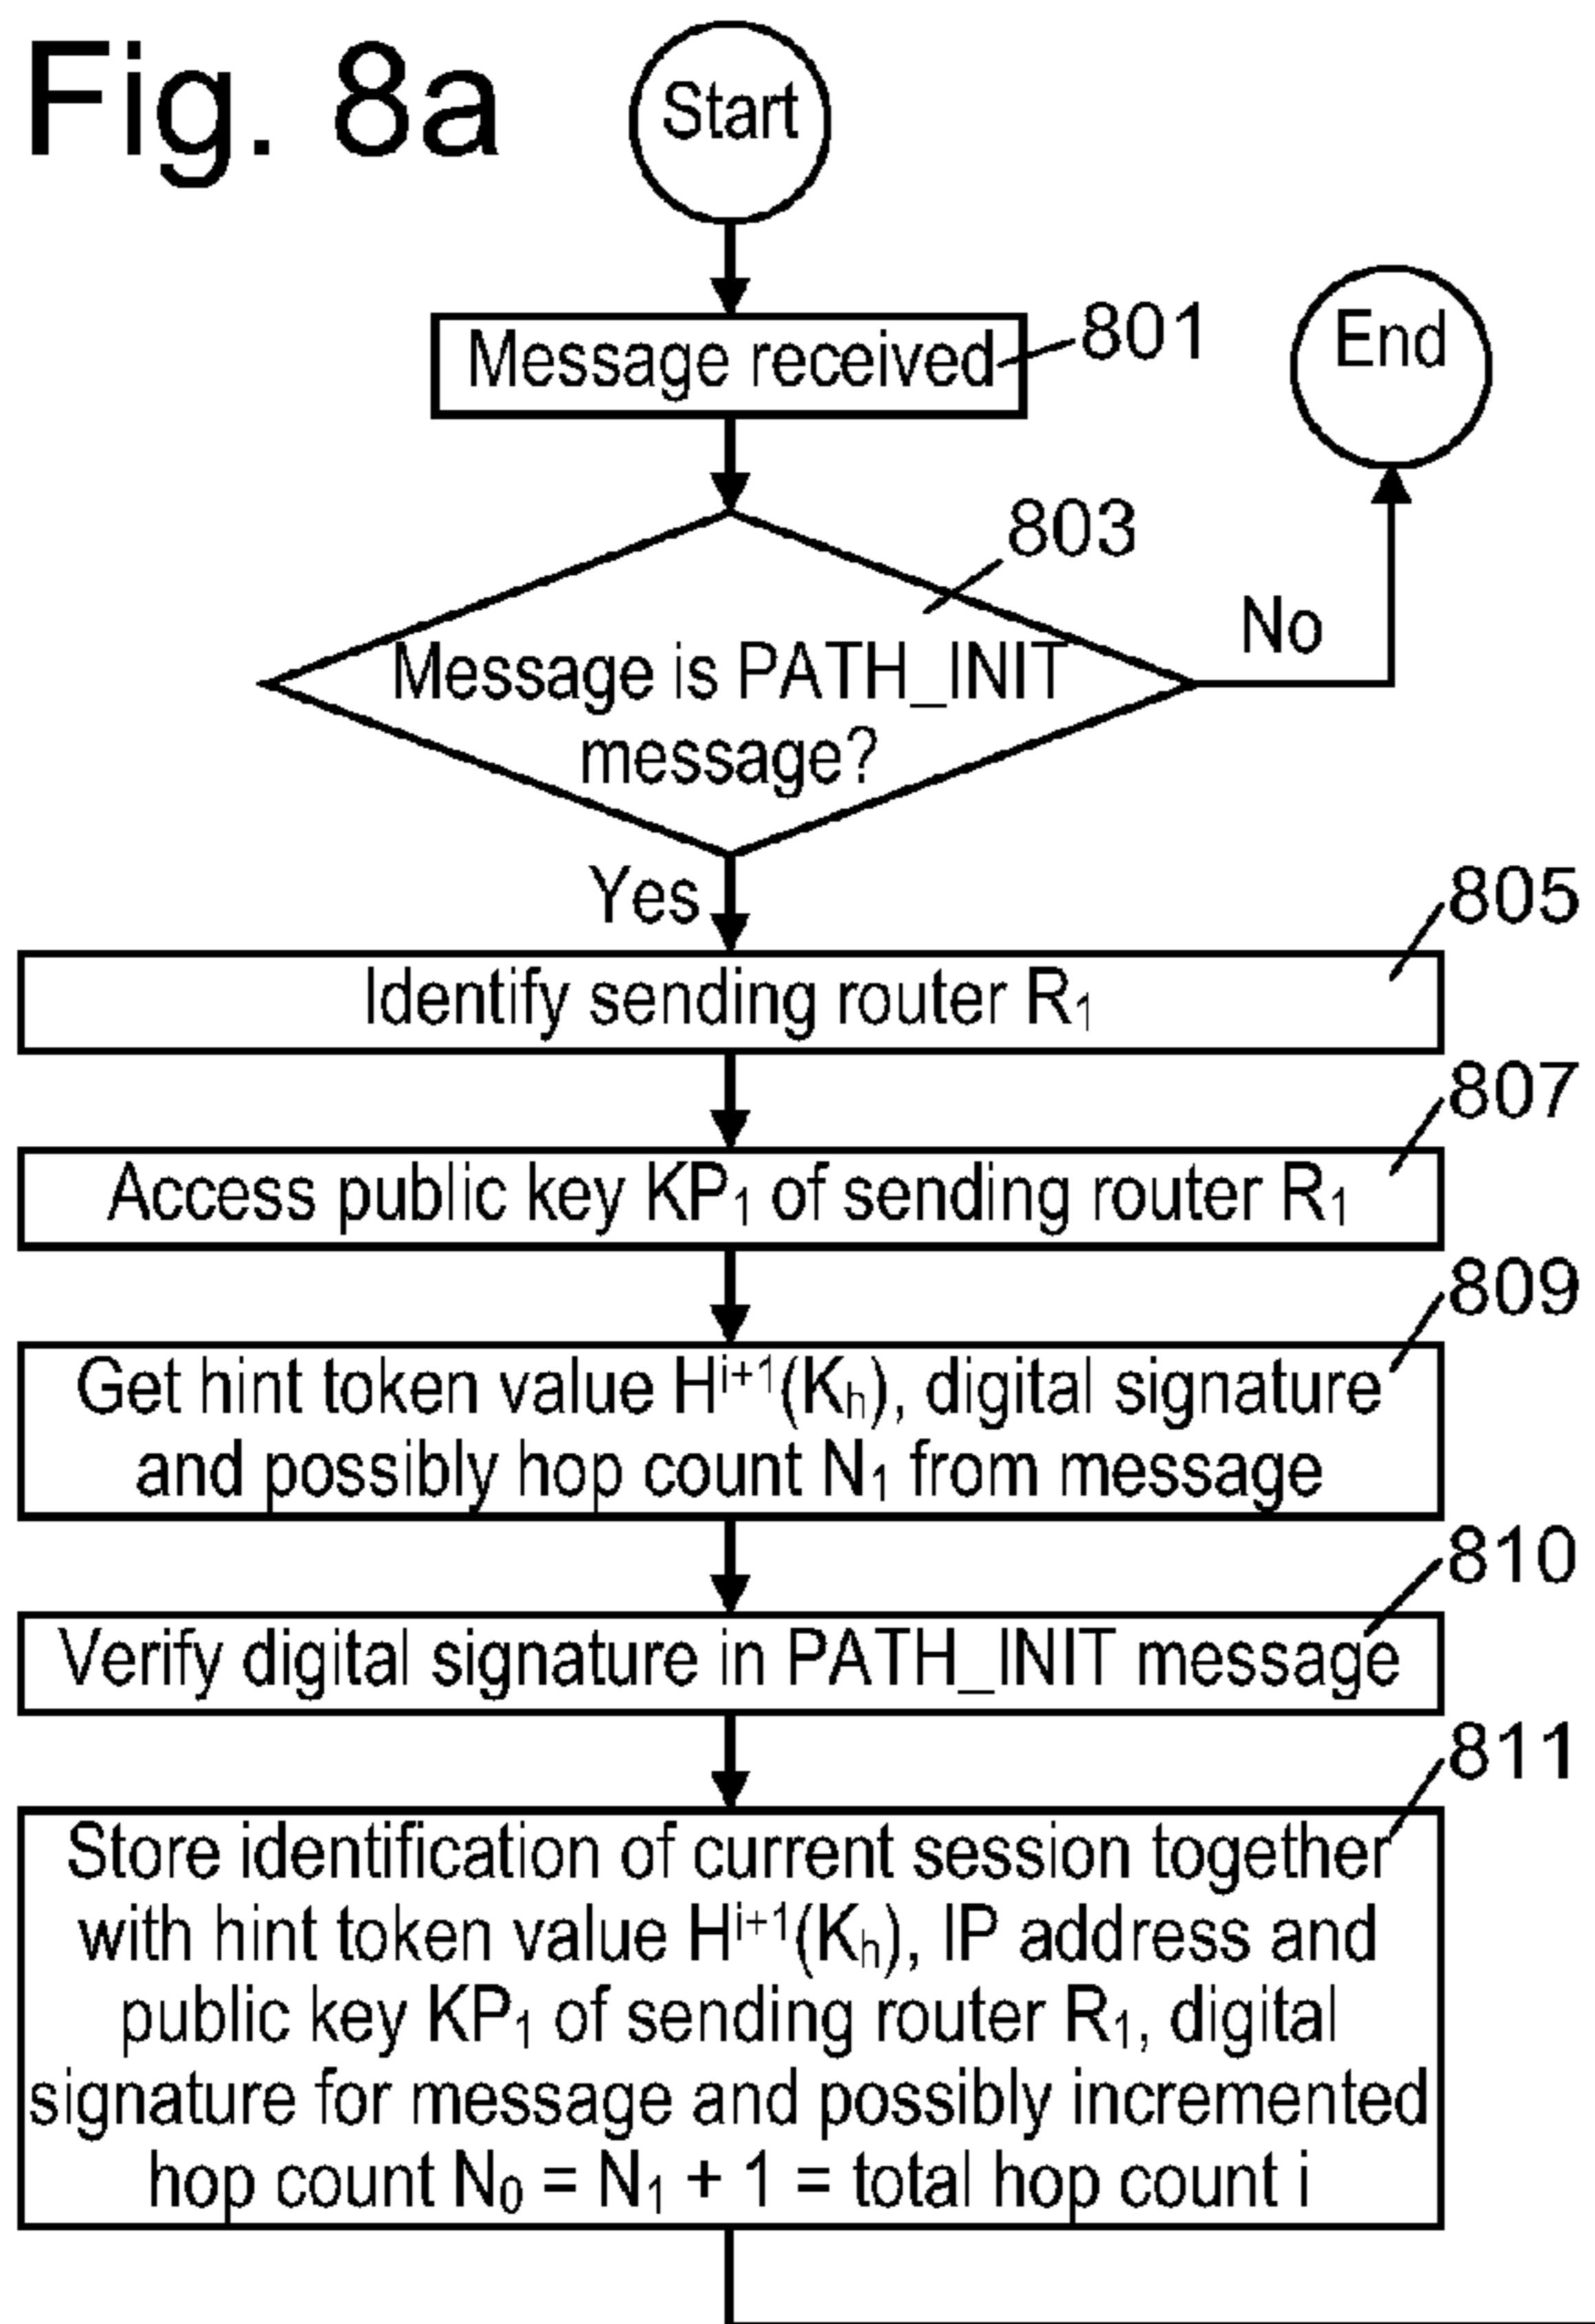 Fig. 8a
Start
Message received
801
End
803
Message is PATH_INIT
message?
No
Yes
805
Identify sending router R₁
807
Access public key KP₁ of sending router R₁
809
Get hint token value Hⁱ⁺¹(Kₕ), digital signature
and possibly hop count N₁ from message
810
Verify digital signature in PATH_INIT message
811
Store identification of current session together
with hint token value Hⁱ⁺¹(Kₕ), IP address and
public key KP₁ of sending router R₁, digital
signature for message and possibly incremented
hop count N₀ = N₁ + 1 = total hop count i